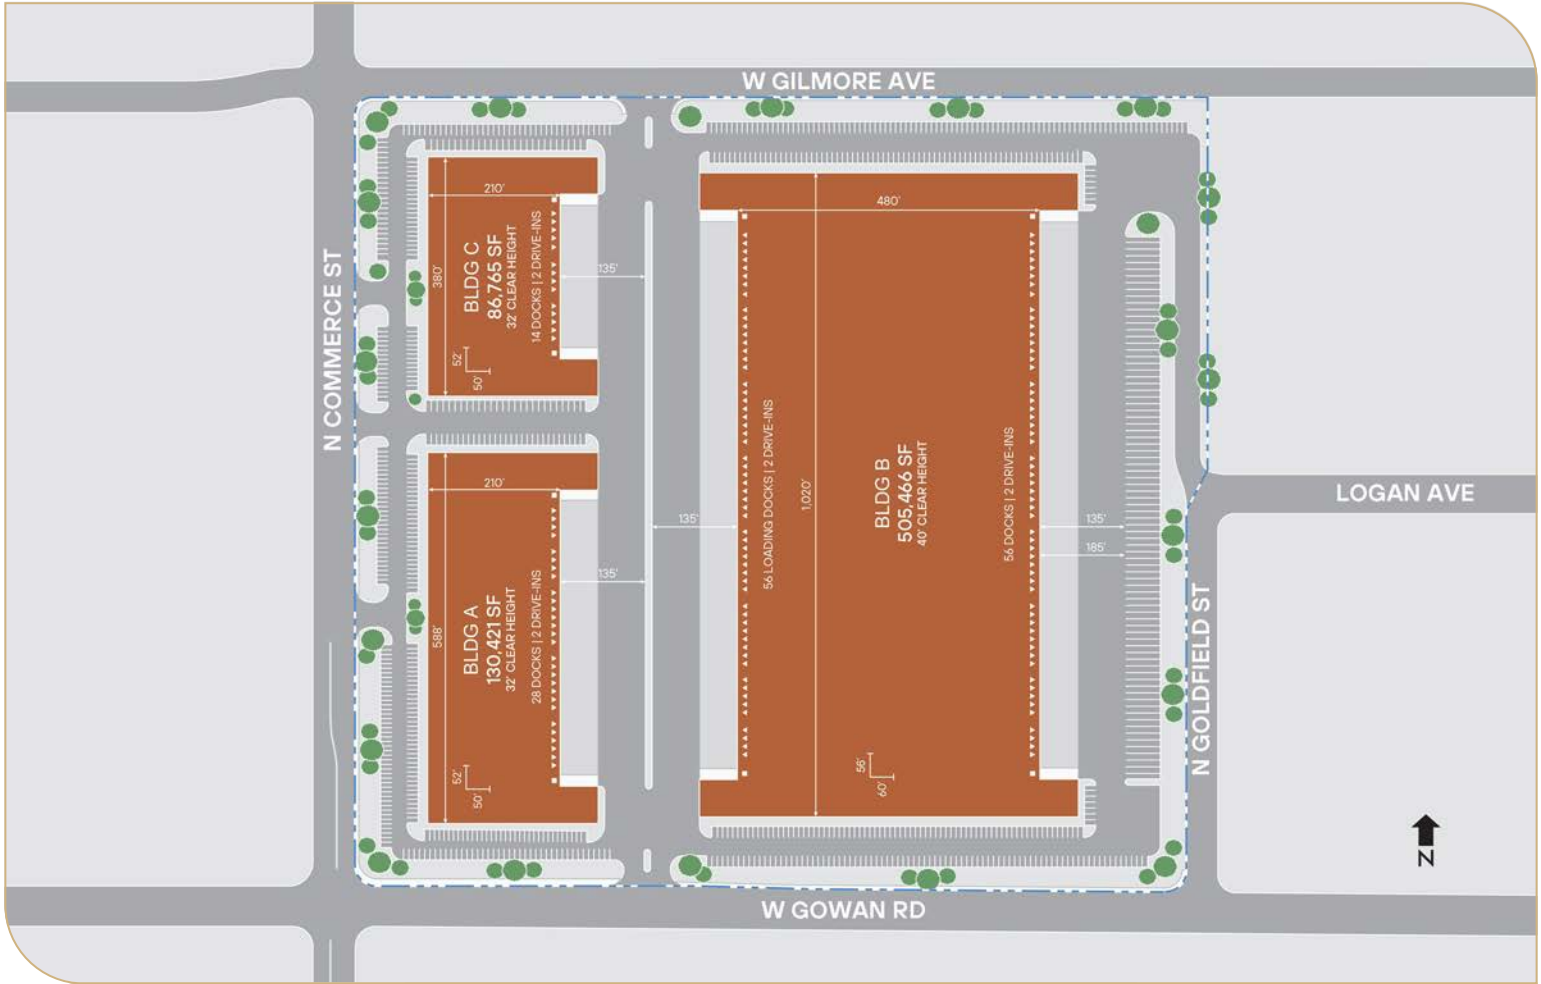 W GILMORE AVE
N COMMERCE ST
210'
380'
BLDG C
86,765 SF
32' CLEAR HEIGHT
14 DOCKS | 2 DRIVE-INS
52'
50'
135'
210'
588'
BLDG A
130,421 SF
32' CLEAR HEIGHT
28 DOCKS | 2 DRIVE-INS
52'
50'
135'
135'
480'
56 LOADING DOCKS | 2 DRIVE-INS
1,020'
BLDG B
505,466 SF
40' CLEAR HEIGHT
56 DOCKS | 2 DRIVE-INS
56'
60'
135'
185'
LOGAN AVE
N GOLDFIELD ST
N
W GOWAN RD